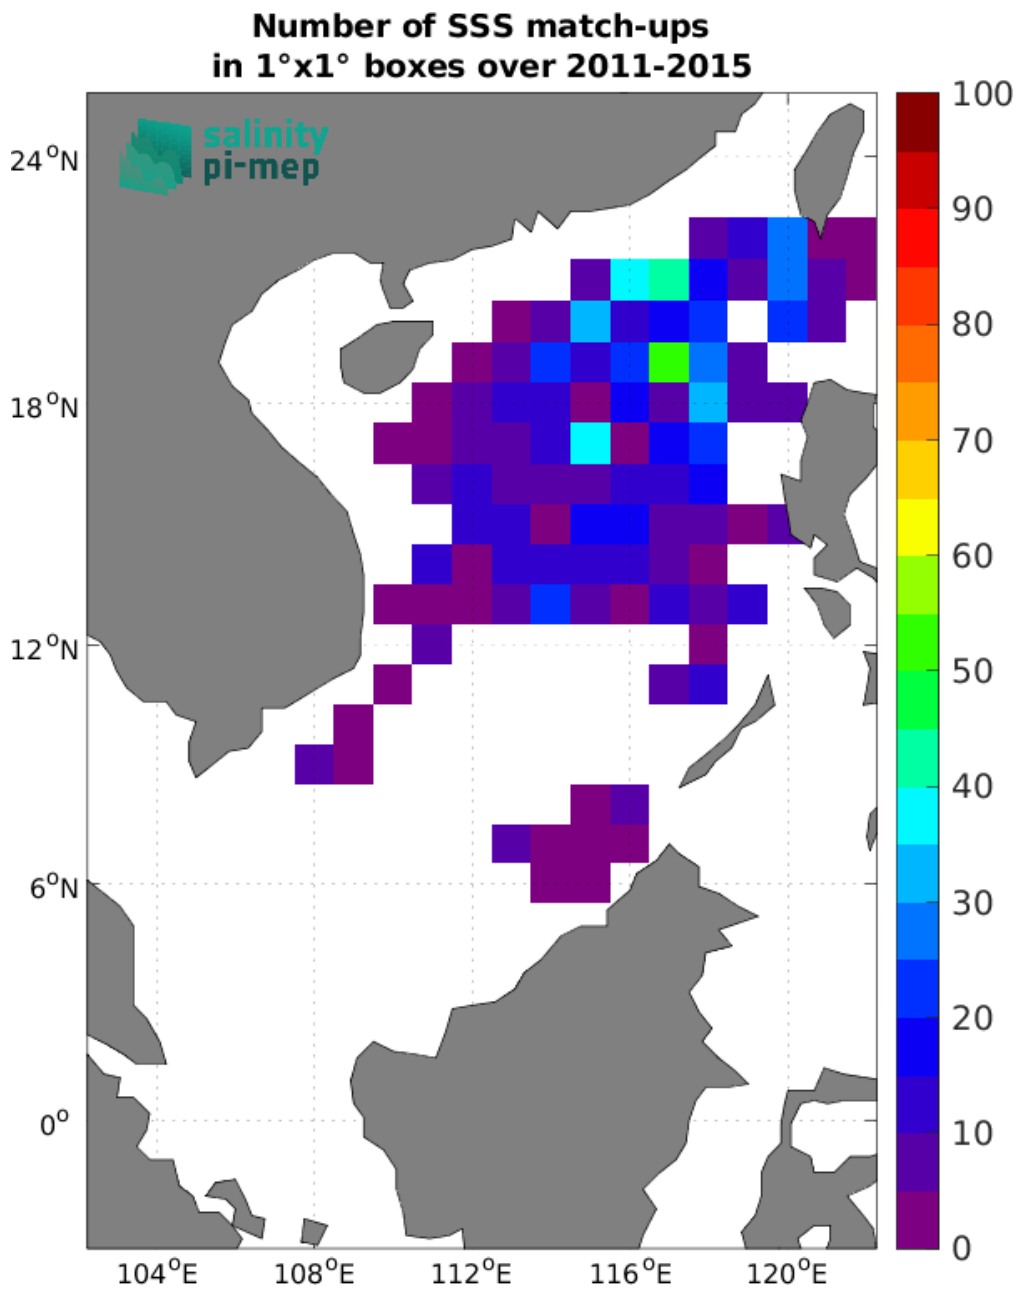 Number of SSS match-ups
in 1°x1° boxes over 2011-2015
salinity
pi-mep
24°N
18°N
12°N
6°N
0°
104°E 108°E 112°E 116°E 120°E
100
90
80
70
60
50
40
30
20
10
0